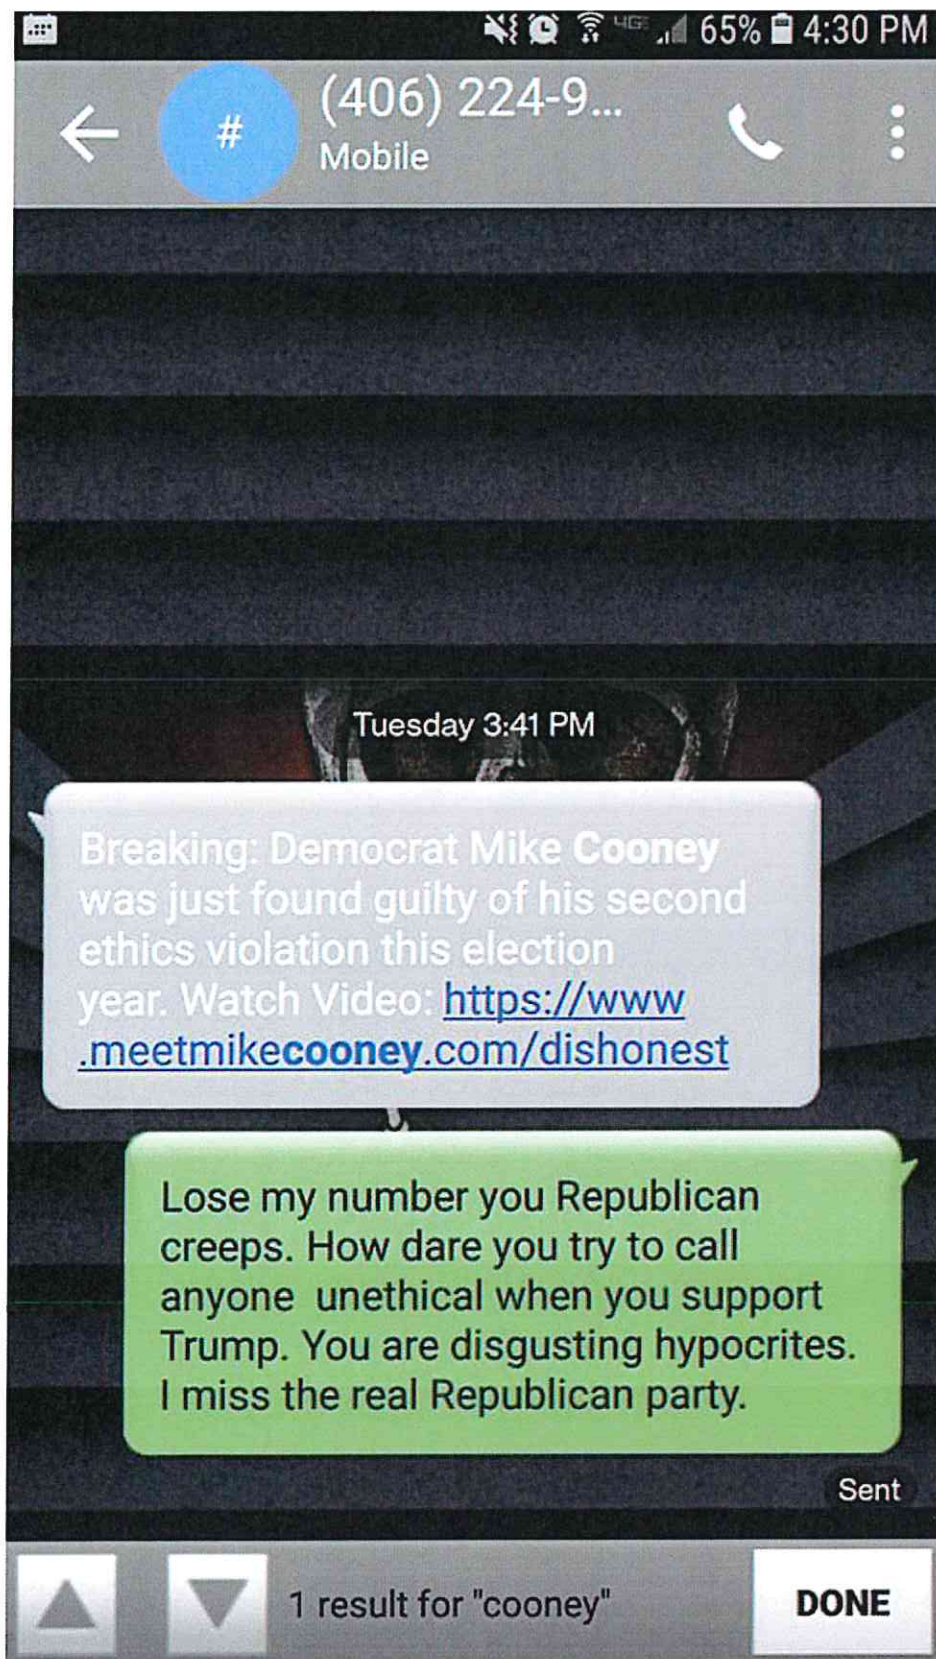 4GE 65% 4:30 PM
# (406) 224-9...
Mobile
Tuesday 3:41 PM
Breaking: Democrat Mike Cooney
was just found guilty of his second
ethics violation this election
year. Watch Video: https://www
.meetmikecooney.com/dishonest
Lose my number you Republican
creeps. How dare you try to call
anyone  unethical when you support
Trump. You are disgusting hypocrites.
I miss the real Republican party.
Sent
1 result for "cooney" DONE